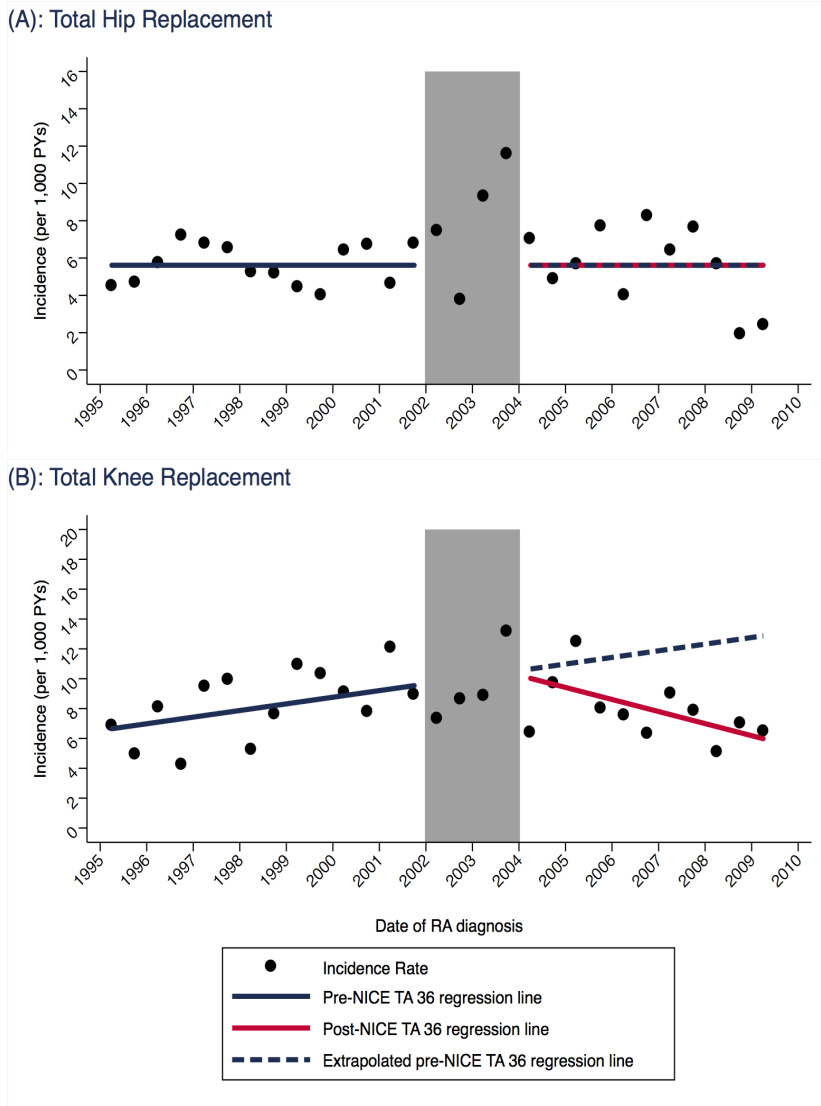 (A): Total Hip Replacement
Incidence (per 1,000 PYs)
16
14
12
10
8
6
4
2
0
1995 1996 1997 1998 1999 2000 2001 2002 2003 2004 2005 2006 2007 2008 2009 2010
(B): Total Knee Replacement
Incidence (per 1,000 PYs)
20
18
16
14
12
10
8
6
4
2
0
1995 1996 1997 1998 1999 2000 2001 2002 2003 2004 2005 2006 2007 2008 2009 2010
Date of RA diagnosis
Incidence Rate
Pre-NICE TA 36 regression line
Post-NICE TA 36 regression line
Extrapolated pre-NICE TA 36 regression line